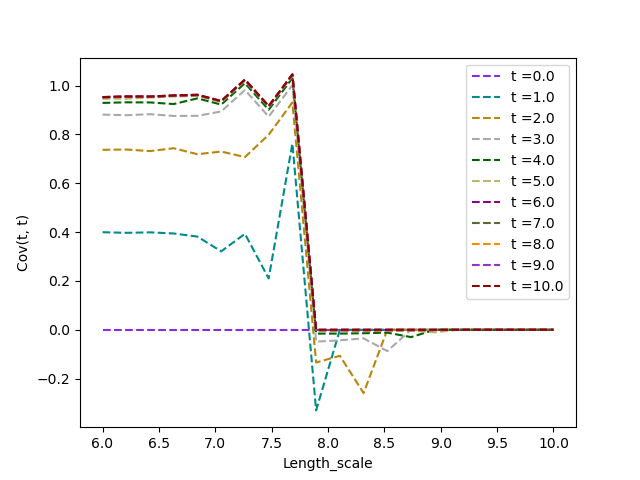 1.0
0.8
0.6
0.4
0.2
0.0
−0.2
Cov(t, t)
6.0 6.5 7.0 7.5 8.0 8.5 9.0 9.5 10.0
Length_scale
t =0.0
t =1.0
t =2.0
t =3.0
t =4.0
t =5.0
t =6.0
t =7.0
t =8.0
t =9.0
t =10.0